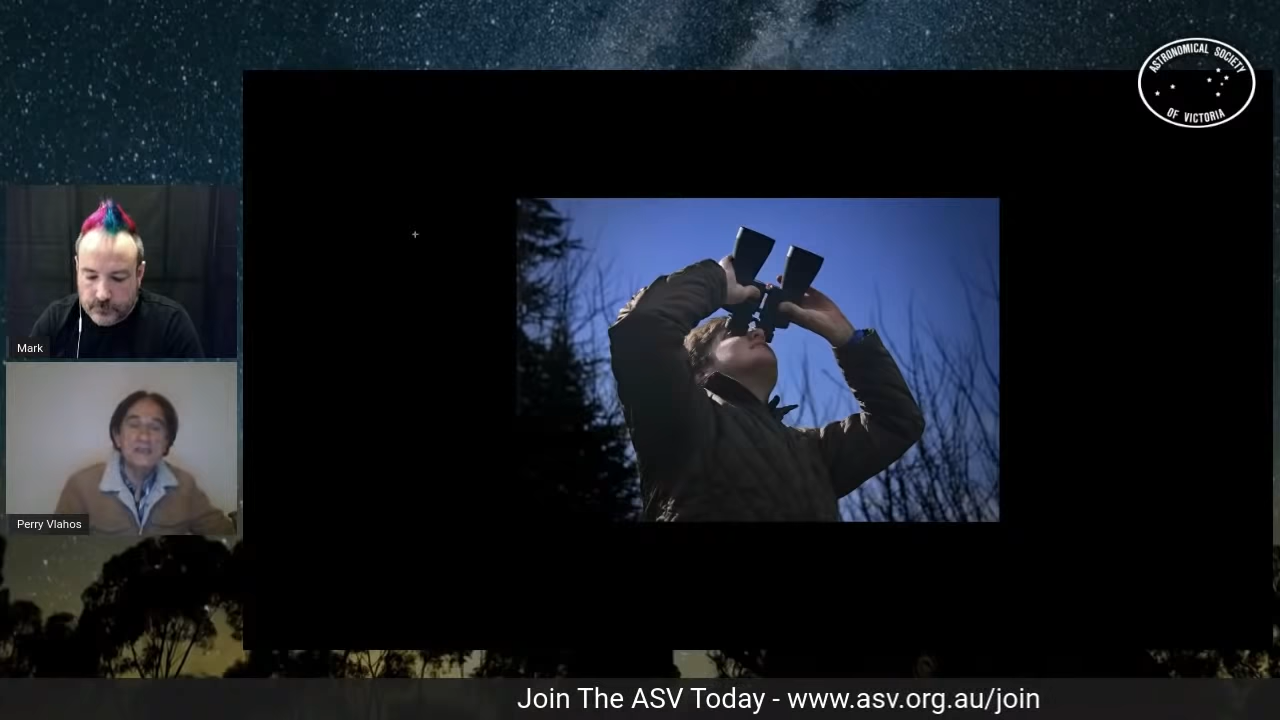 ASTRONOMICAL SOCIETY
OF VICTORIA
Mark
Perry Vlahos
Join The ASV Today - www.asv.org.au/join